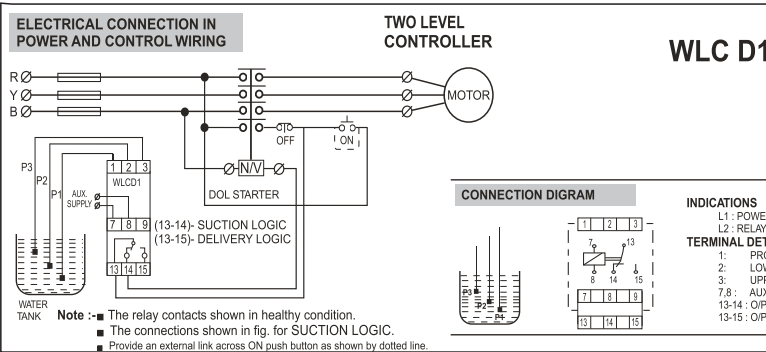 ELECTRICAL CONNECTION IN
POWER AND CONTROL WIRING
TWO LEVEL
CONTROLLER
WLC D1
R
Y
B
MOTOR
OFF
ON
N/V
DOL STARTER
P3
P2
P1
1 2 3
WLCD1
AUX.
SUPPLY
7 8 9
(13-14)- SUCTION LOGIC
(13-15)- DELIVERY LOGIC
13 14 15
WATER
TANK
Note :- The relay contacts shown in healthy condition.
The connections shown in fig. for SUCTION LOGIC.
Provide an external link across ON push button as shown by dotted line.
CONNECTION DIGRAM
P3
P2
P1
1 2 3
7 13
8 14 15
7 8 9
13 14 15
INDICATIONS
L1 : POWE
L2 : RELAY
TERMINAL DET
1: PRO
2: LOW
3: UPP
7,8 : AUX
13-14 : O/P
13-15 : O/P